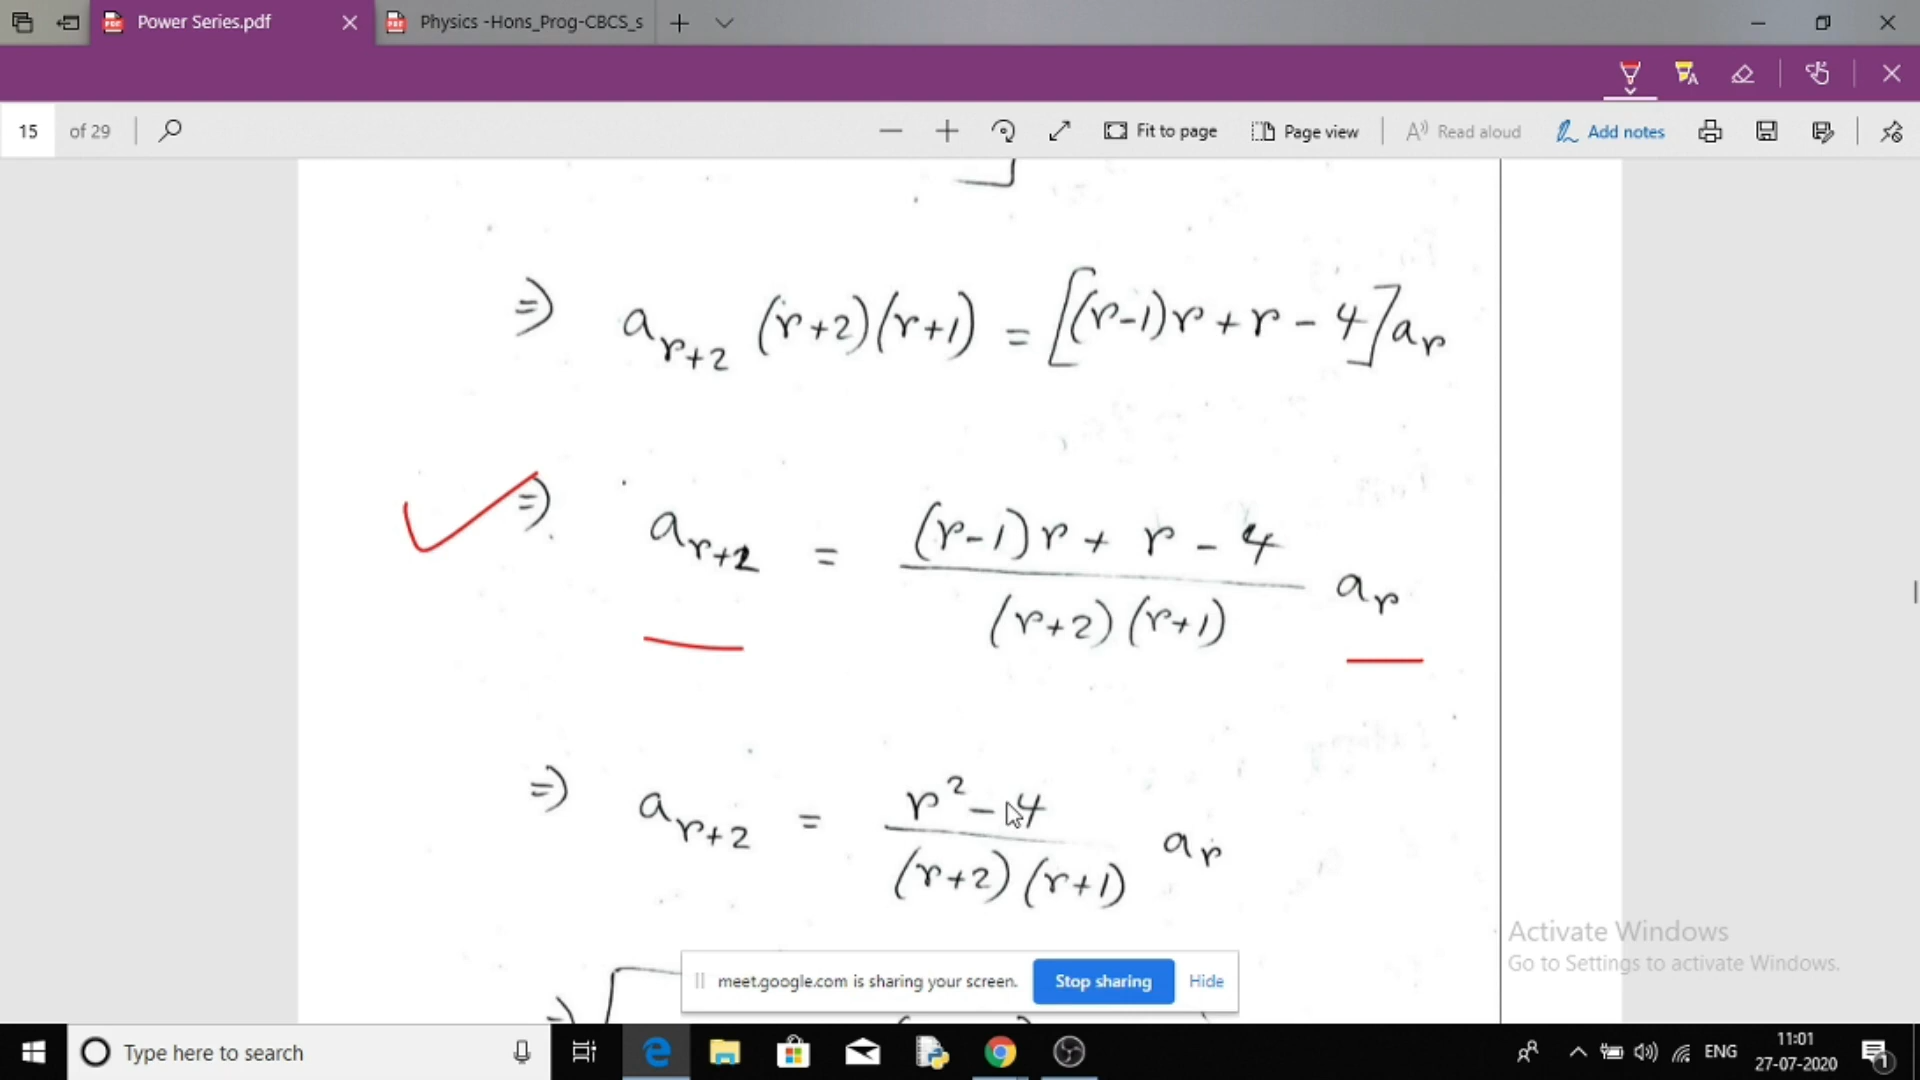 Power Series.pdf
Physics -Hons_Prog-CBCS_s
15 of 29
Fit to page
Page view
Read aloud
Add notes
=> a_{r+2} (r+2)(r+1) = [(r-1)r + r - 4] a_r
=> a_{r+2} = \frac{(r-1)r + r - 4}{(r+2)(r+1)} a_r
=> a_{r+2} = \frac{r^2 - 4}{(r+2)(r+1)} a_r
Activate Windows
Go to Settings to activate Windows.
meet.google.com is sharing your screen.
Stop sharing
Hide
Type here to search
ENG
11:01
27-07-2020
1